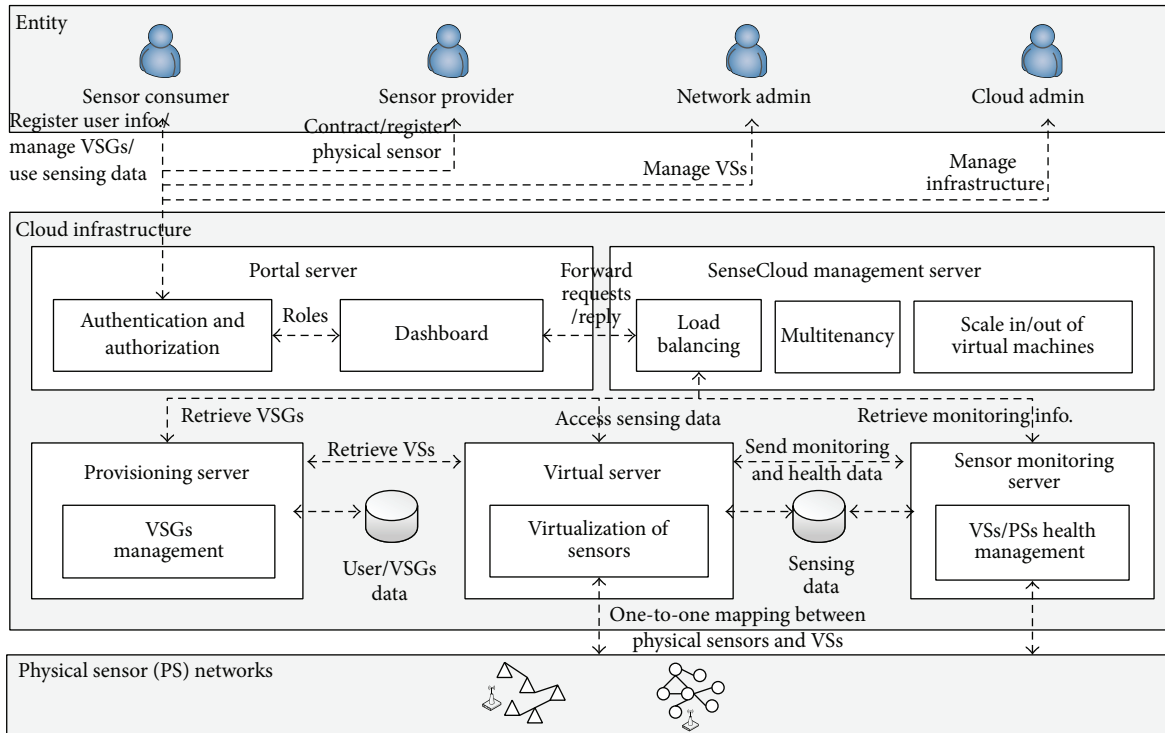 Entity
Sensor consumer
Sensor provider
Network admin
Cloud admin
Register user info/
manage VSGs/
use sensing data
Contract/register
physical sensor
Manage VSs
Manage
infrastructure
Cloud infrastructure
Portal server
Authentication and
authorization
Roles
Dashboard
Forward
requests
/reply
SenseCloud management server
Load
balancing
Multitenancy
Scale in/out of
virtual machines
Retrieve VSGs
Access sensing data
Retrieve monitoring info.
Provisioning server
VSGs
management
Retrieve VSs
User/VSGs
data
Virtual server
Virtualization of
sensors
Send monitoring
and health data
Sensing
data
Sensor monitoring
server
VSs/PSs health
management
One-to-one mapping between
physical sensors and VSs
Physical sensor (PS) networks